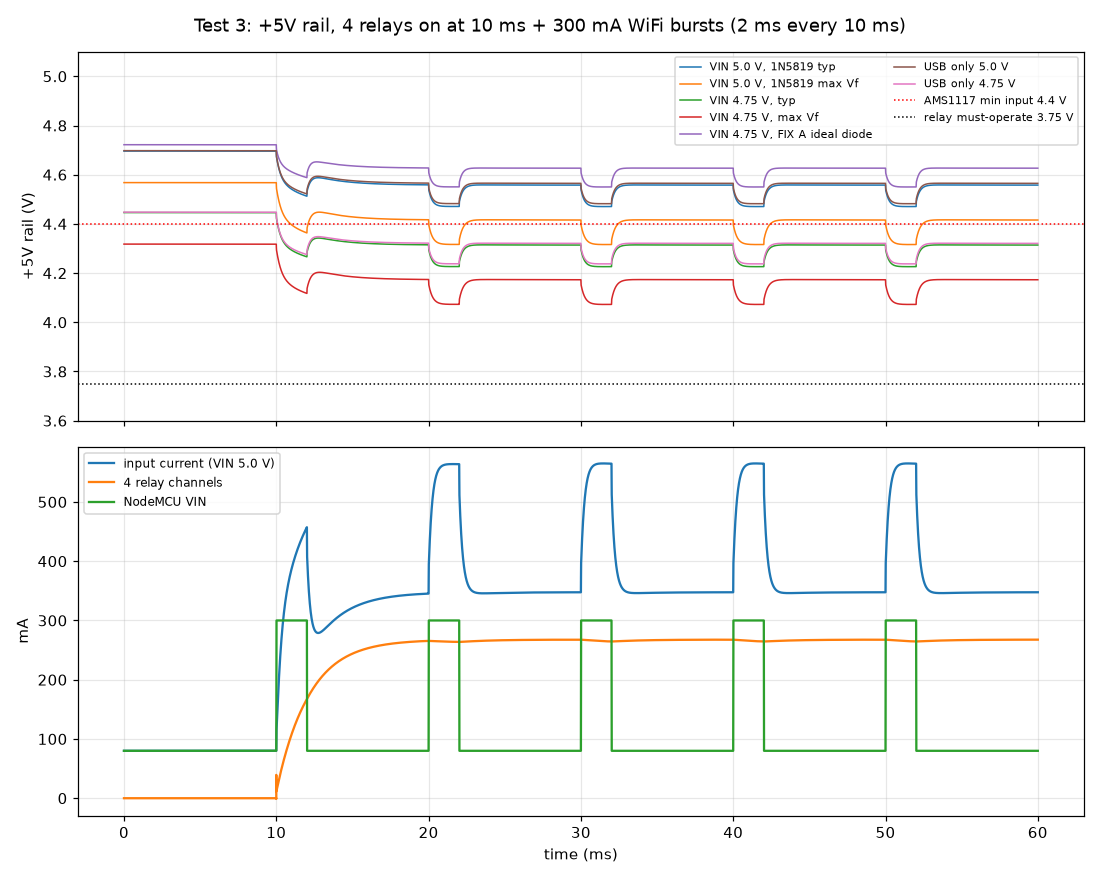 Test 3: +5V rail, 4 relays on at 10 ms + 300 mA WiFi bursts (2 ms every 10 ms)
VIN 5.0 V, 1N5819 typ
VIN 5.0 V, 1N5819 max Vf
VIN 4.75 V, typ
VIN 4.75 V, max Vf
VIN 4.75 V, FIX A ideal diode
USB only 5.0 V
USB only 4.75 V
AMS1117 min input 4.4 V
relay must-operate 3.75 V
+5V rail (V)
5.0
4.8
4.6
4.4
4.2
4.0
3.8
3.6
input current (VIN 5.0 V)
4 relay channels
NodeMCU VIN
mA
500
400
300
200
100
0
0 10 20 30 40 50 60
time (ms)